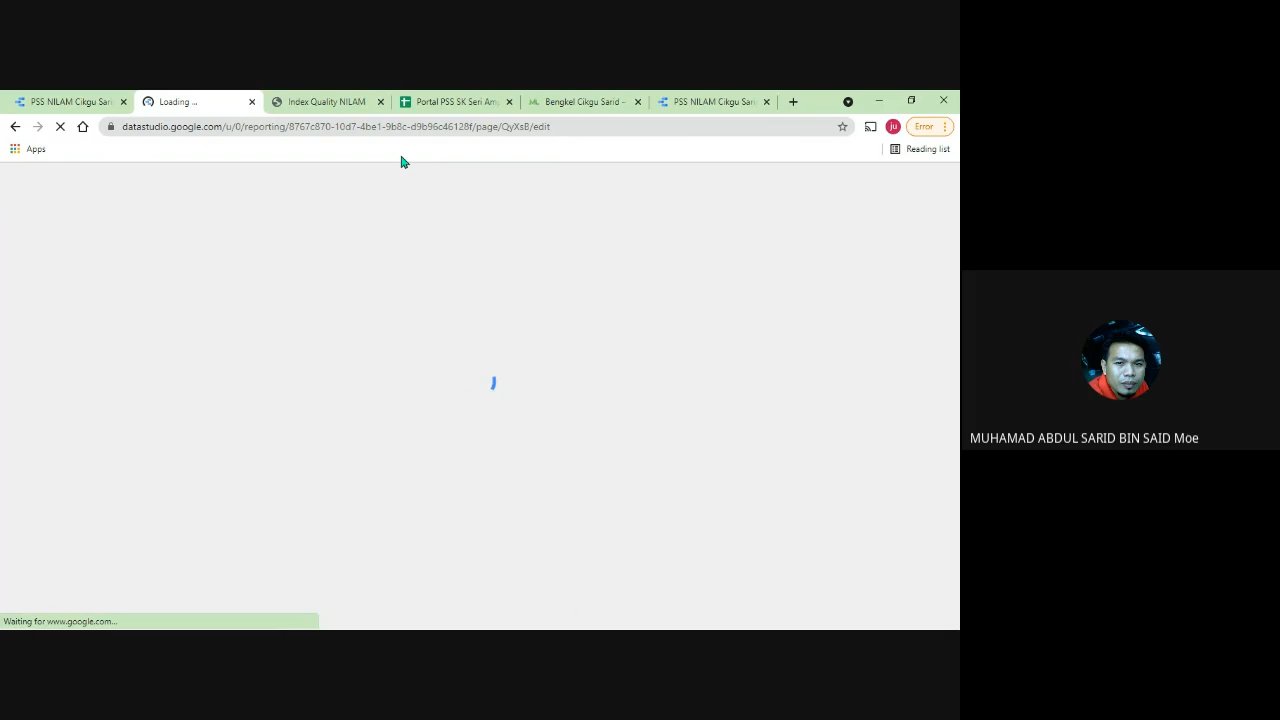 PSS NILAM Cikgu Sari
Loading ...
Index Quality NILAM
Portal PSS SK Seri Am
Bengkel Cikgu Sarid -
PSS NILAM Cikgu Sari
datastudio.google.com/u/0/reporting/8767c870-10d7-4be1-9b8c-d9b96c46128f/page/QyXsB/edit
ju
Error
Apps
Reading list
MUHAMAD ABDUL SARID BIN SAID Moe
Waiting for www.google.com...